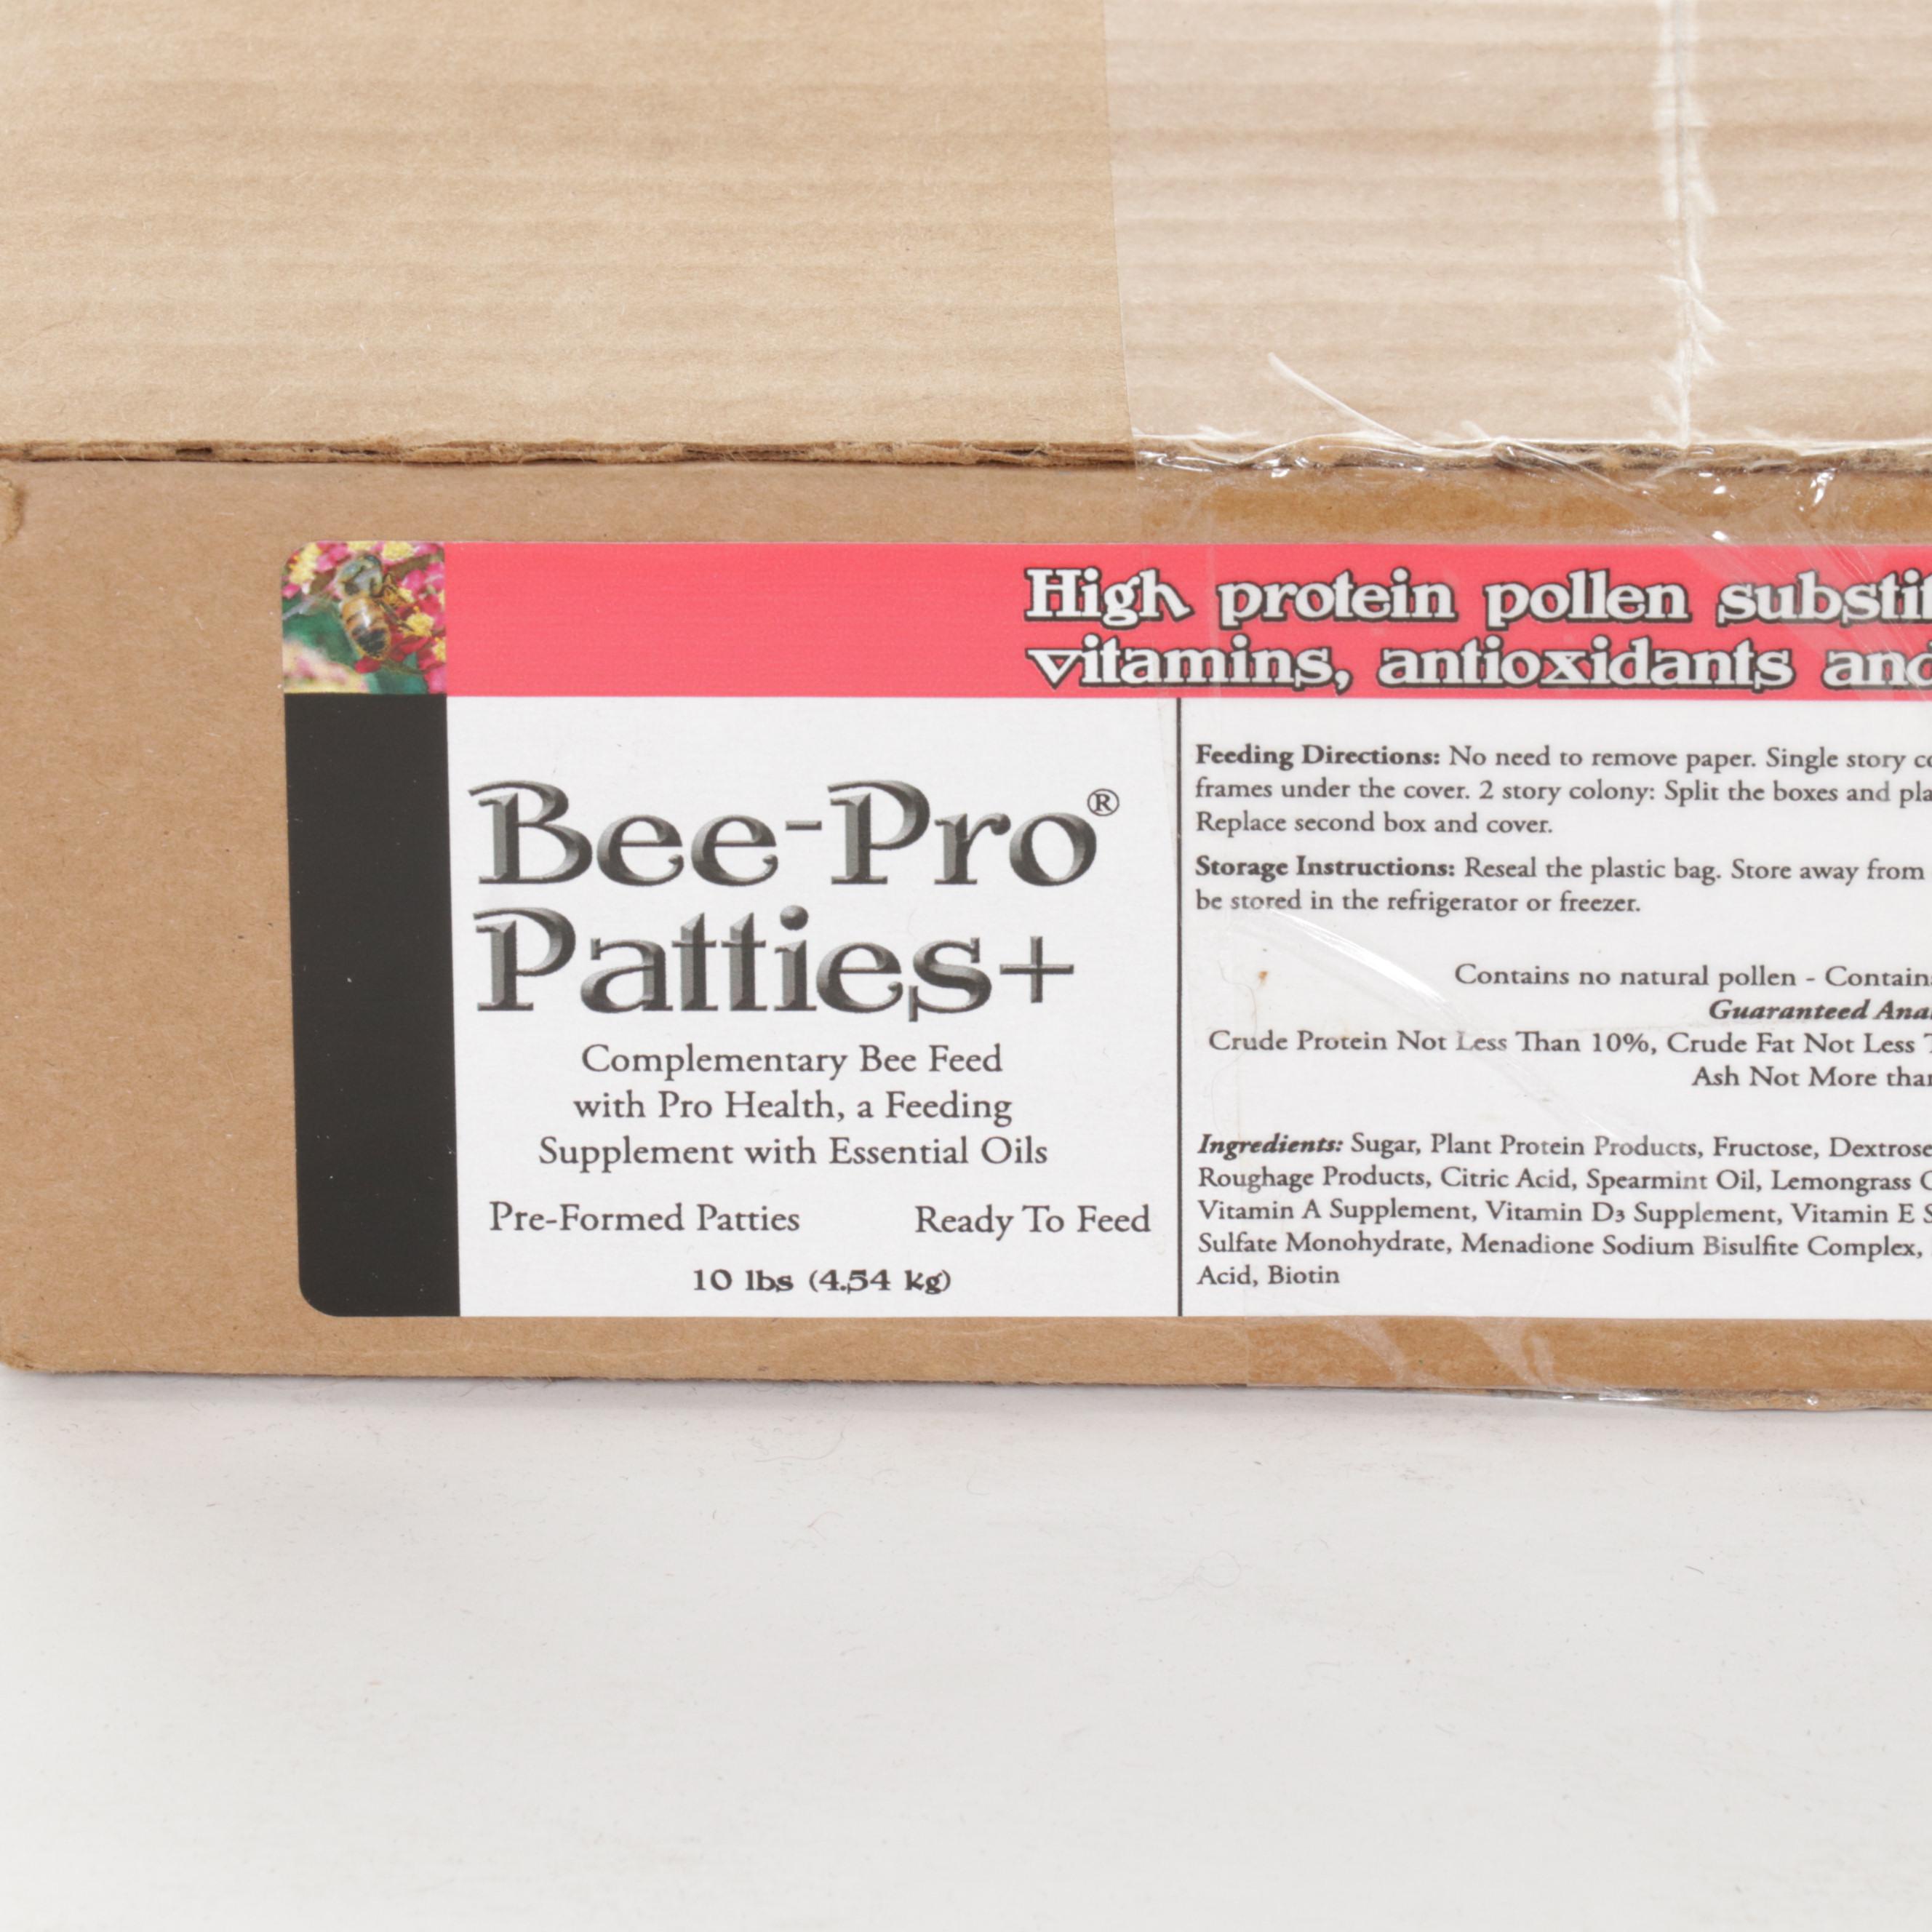 High protein pollen
vitamins, antioxidants and
Bee-Pro®
Patties+
Complementary Bee Feed
with Pro Health, a Feeding
Supplement with Essential Oils
Pre-Formed Patties Ready To Feed
10 lbs (4.54 kg)
Feeding Directions: No need to remove paper. Single story
frames under the cover. 2 story colony: Split the boxes and
Replace second box and cover.
Storage Instructions: Reseal the plastic bag. Store away from
be stored in the refrigerator or freezer.
Contains no natural pollen -
Guaranteed
Crude Protein Not Less Than 10%, Crude Fat Not Less
Ash Not More
Ingredients: Sugar, Plant Protein Products, Fructose, Dextrose
Roughage Products, Citric Acid, Spearmint Oil, Lemongrass
Vitamin A Supplement, Vitamin D3 Supplement, Vitamin E
Sulfate Monohydrate, Menadione Sodium Bisulfite Complex,
Acid, Biotin